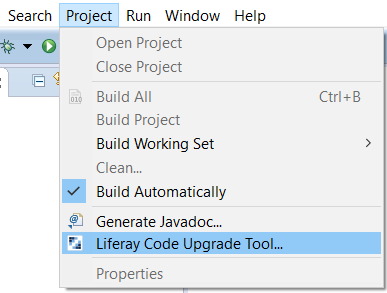 Search Project Run Window Help
Open Project
Close Project
Build All Ctrl+B
Build Project
Build Working Set
Clean...
Build Automatically
Generate Javadoc...
Liferay Code Upgrade Tool...
Properties